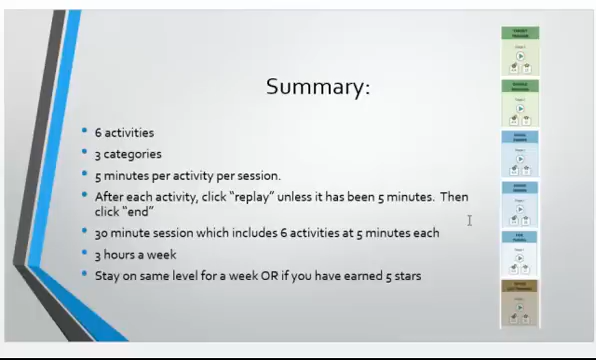 Summary:
6 activities
3 categories
5 minutes per activity per session.
After each activity, click “replay” unless it has been 5 minutes.  Then
click “end”
30 minute session which includes 6 activities at 5 minutes each
3 hours a week
Stay on same level for a week OR if you have earned 5 stars